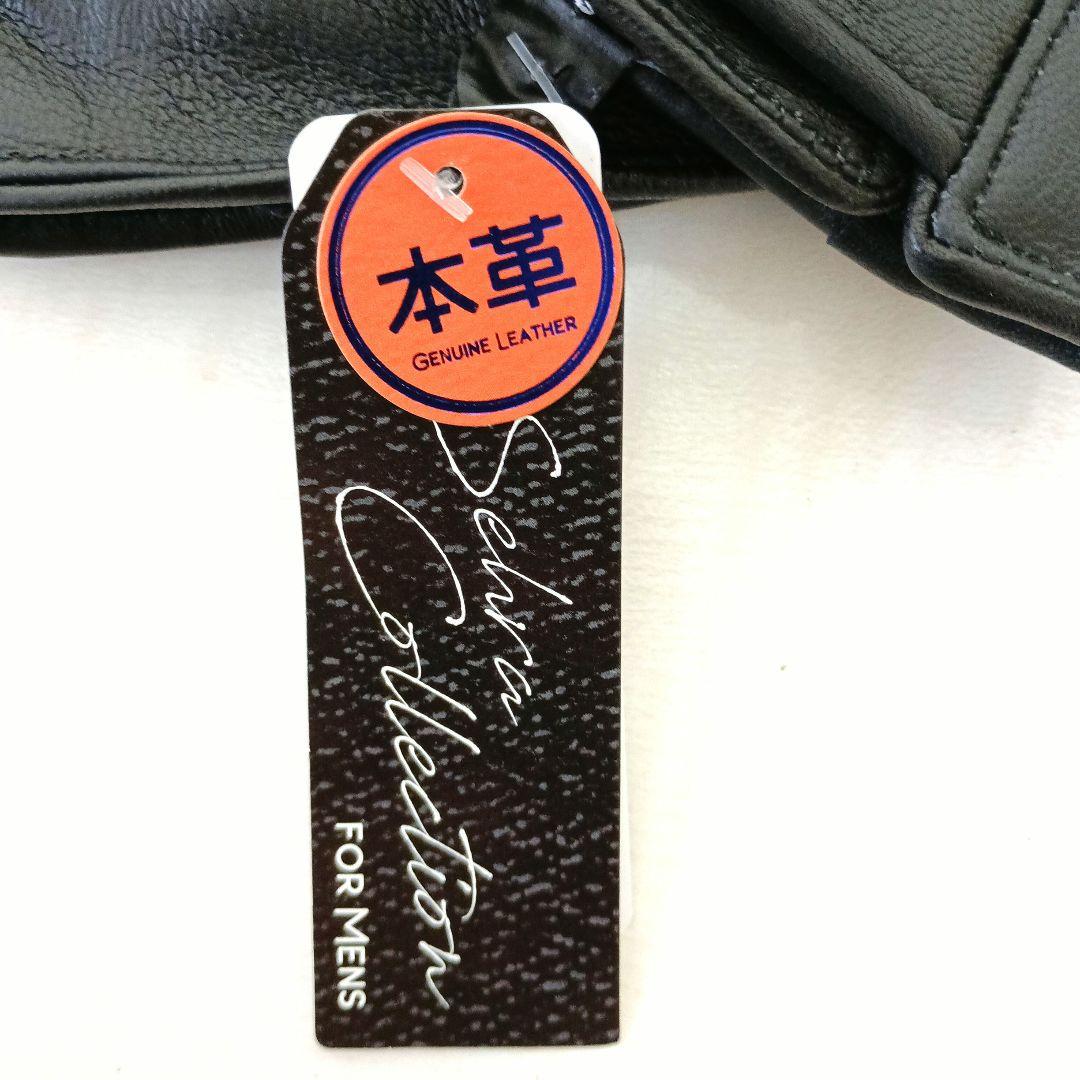 本革
GENUINE LEATHER
Sehra
Collection
FOR MENS